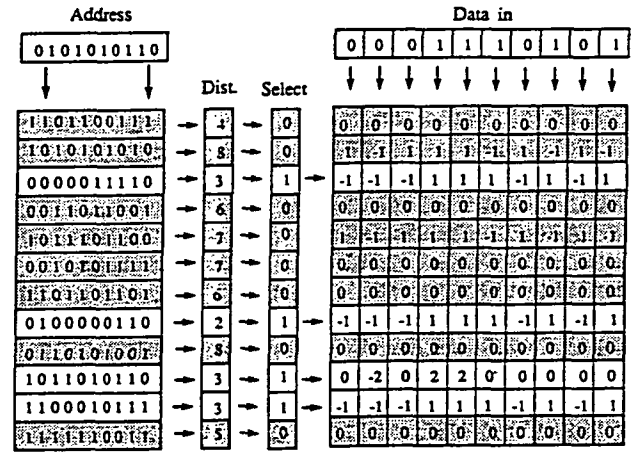 Address Data in
0101010110 0 0 0 1 1 1 0 1 0 1
Dist. Select
1101100111 4 0 0 0 0 0 0 0 0 0 0 0
1010101010 8 0 1 -1 1 1 1 -1 1 -1 1 -1
0000011110 3 1 -1 -1 -1 1 1 1 -1 1 -1 1
0011011001 6 0 0 0 0 0 0 0 0 0 0 0
1011101100 7 0
0010101111 7 0 0 0 0 0 0 0 0 0 0 0
1101101101 6 0 0 0 0 0 0 0 0 0 0 0
0100000110 2 1 -1 -1 -1 1 1 1 -1 1 -1 1
0110101001 8 0 0 0 0 0 0 0 0 0 0 0
1011010110 3 1 0 -2 0 2 2 0 0 0 0 0
1100010111 3 1 -1 -1 -1 1 1 1 -1 1 -1 1
1111110011 5 0 0 0 0 0 0 0 0 0 0 0